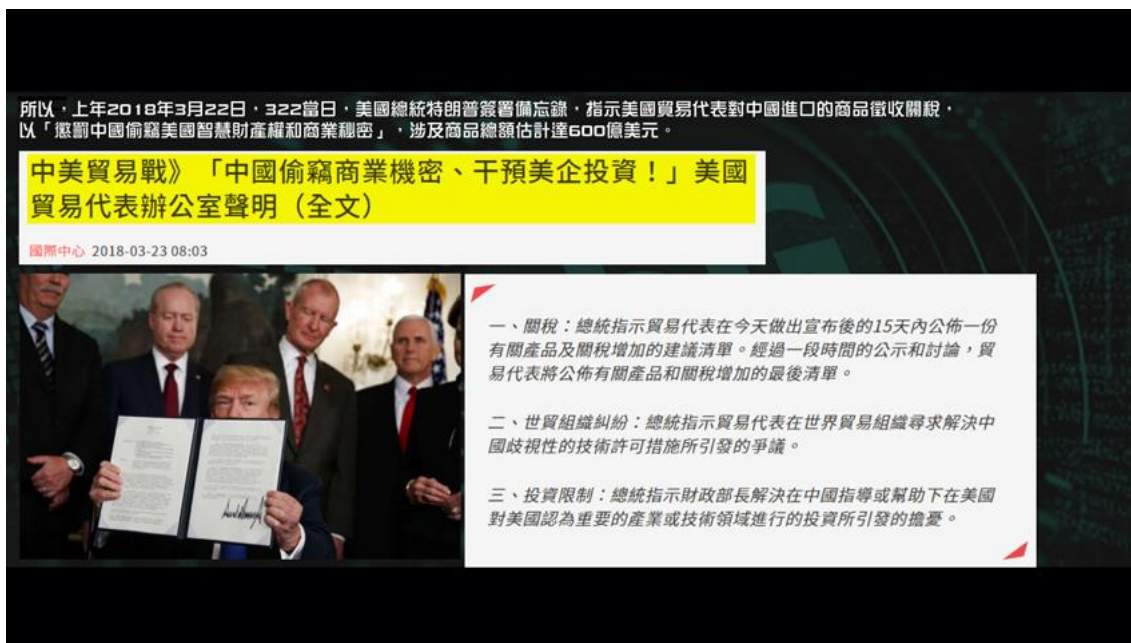 所以，上年2018年3月22日，322當日，美國總統特朗普簽署備忘錄，指示美國貿易代表對中國進口的商品徵收關稅，
以「懲罰中國偷竊美國智慧財產權和商業秘密」，涉及商品總額估計達600億美元。
中美貿易戰》「中國偷竊商業機密、干預美企投資！」美國
貿易代表辦公室聲明（全文）
國際中心 2018-03-23 08:03
一、關稅：總統指示貿易代表在今天做出宣布後的15天內公佈一份
有關產品及關稅增加的建議清單。經過一段時間的公示和討論，貿
易代表將公佈有關產品和關稅增加的最後清單。
二、世貿組織糾紛：總統指示貿易代表在世界貿易組織尋求解決中
國歧視性的技術許可措施所引發的爭議。
三、投資限制：總統指示財政部長解決在中國指導或幫助下在美國
對美國認為重要的產業或技術領域進行的投資所引發的擔憂。